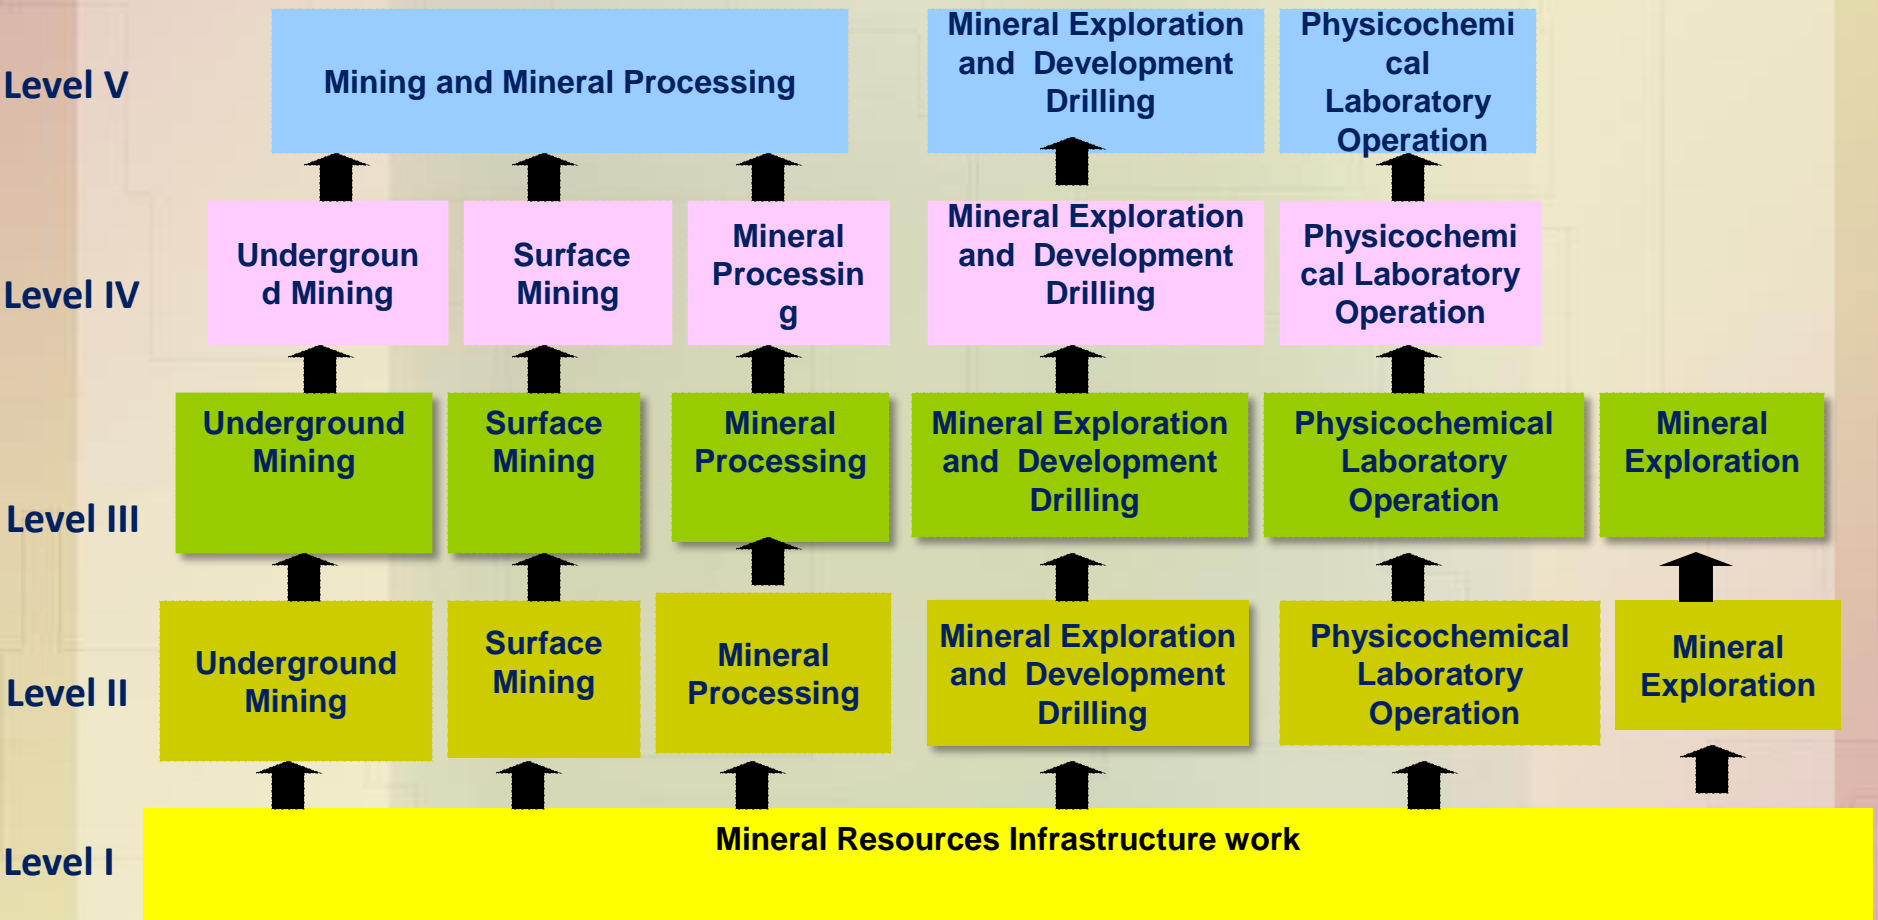 Level V
Mining and Mineral Processing
Mineral Exploration
and Development
Drilling
Physicochemi
cal
Laboratory
Operation
Level IV
Undergroun
d Mining
Surface
Mining
Mineral
Processin
g
Mineral Exploration
and Development
Drilling
Physicochemi
cal Laboratory
Operation
Level III
Underground
Mining
Surface
Mining
Mineral
Processing
Mineral Exploration
and Development
Drilling
Physicochemical
Laboratory
Operation
Mineral
Exploration
Level II
Underground
Mining
Surface
Mining
Mineral
Processing
Mineral Exploration
and Development
Drilling
Physicochemical
Laboratory
Operation
Mineral
Exploration
Level I
Mineral Resources Infrastructure work